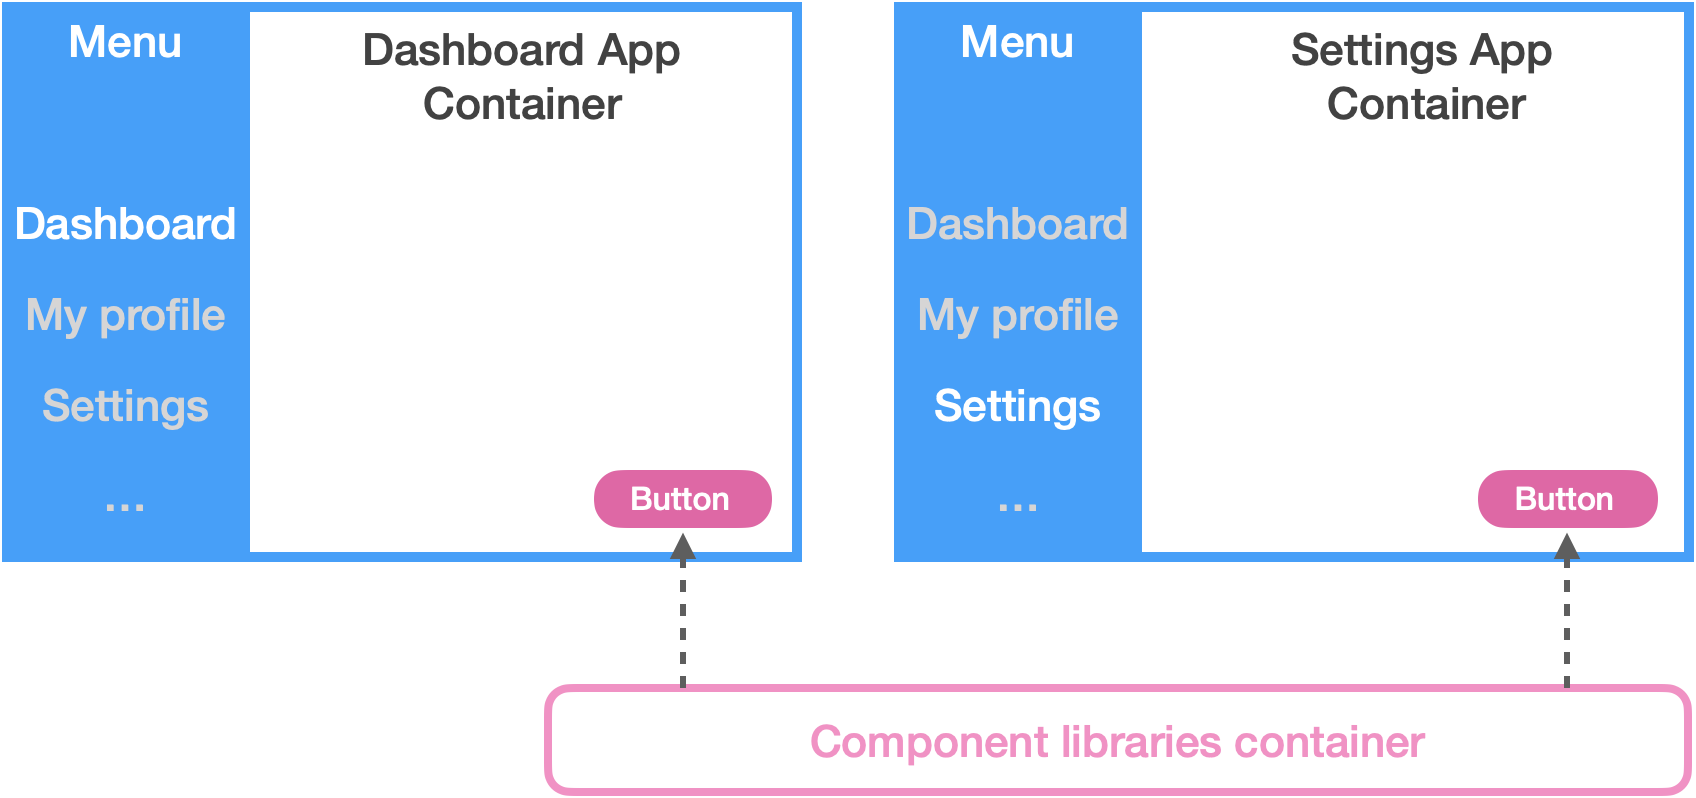 Menu
Dashboard App
Container
Dashboard
My profile
Settings
...
Button
Menu
Settings App
Container
Dashboard
My profile
Settings
...
Button
Component libraries container